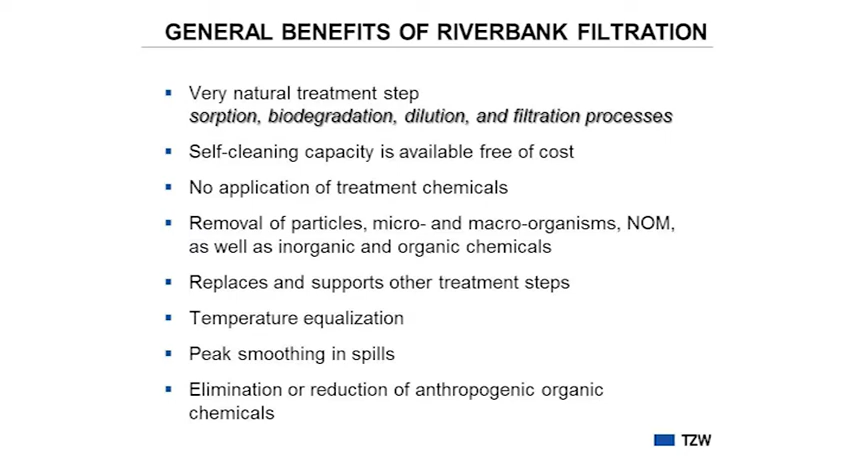 GENERAL BENEFITS OF RIVERBANK FILTRATION
▪ Very natural treatment step
sorption, biodegradation, dilution, and filtration processes
▪ Self-cleaning capacity is available free of cost
▪ No application of treatment chemicals
▪ Removal of particles, micro- and macro-organisms, NOM,
as well as inorganic and organic chemicals
▪ Replaces and supports other treatment steps
▪ Temperature equalization
▪ Peak smoothing in spills
▪ Elimination or reduction of anthropogenic organic
chemicals
TZW